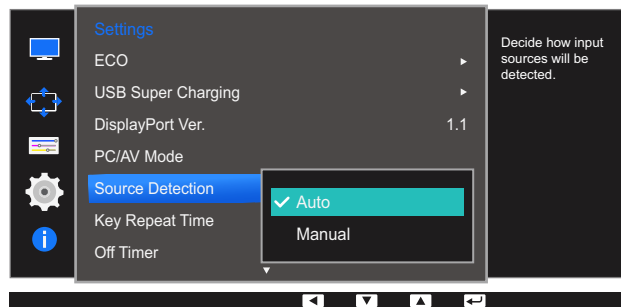 Settings
ECO
USB Super Charging
DisplayPort Ver. 1.1
PC/AV Mode
Source Detection
Auto
Key Repeat Time
Manual
Off Timer
Decide how input
sources will be
detected.